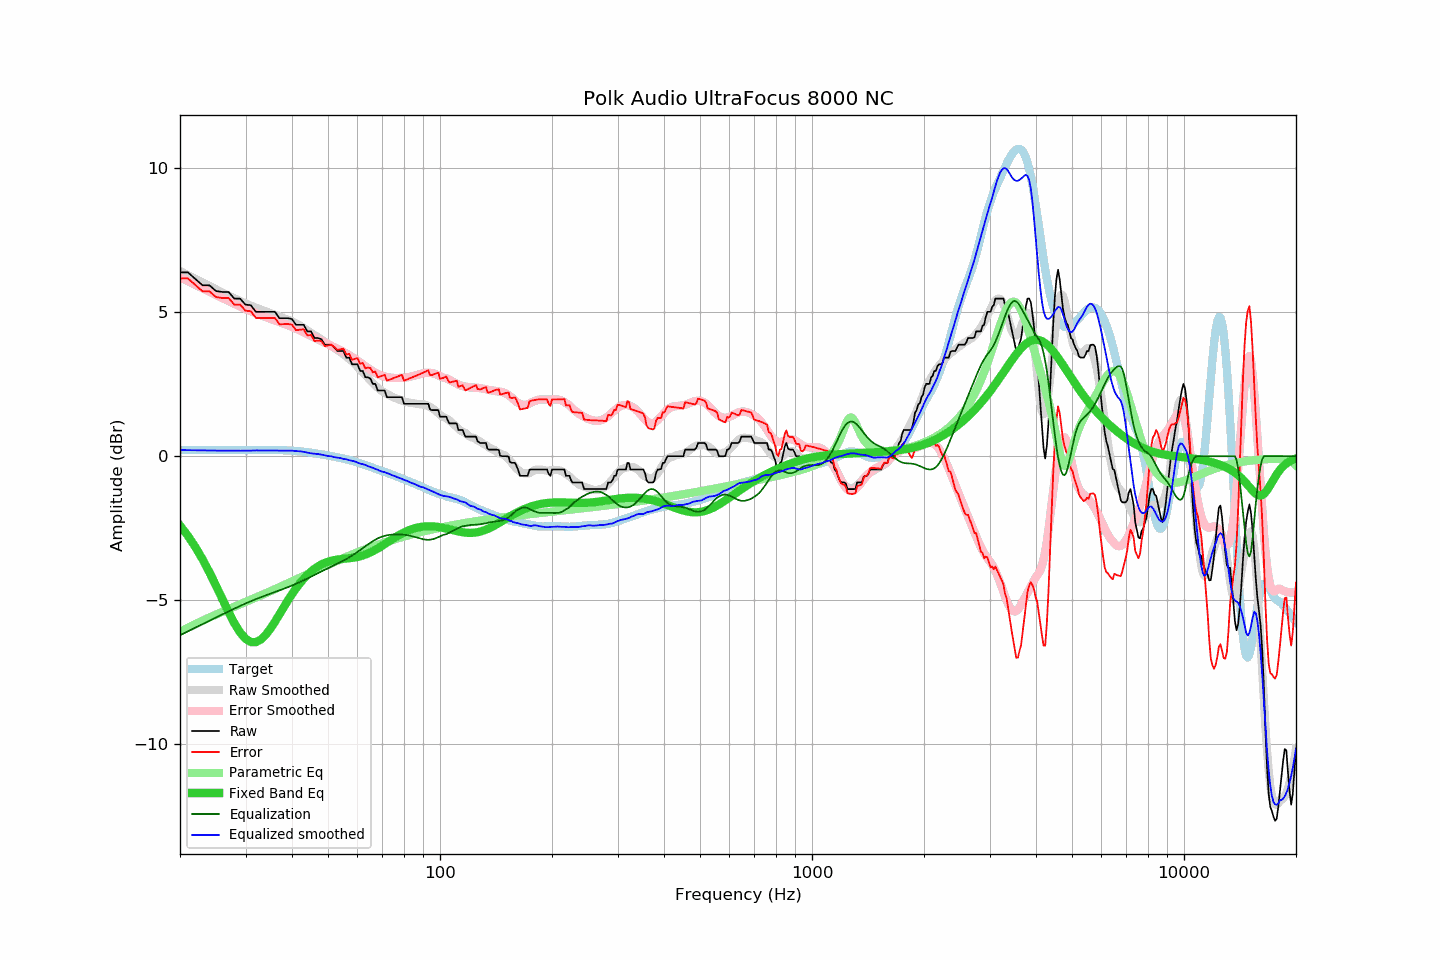 Polk Audio UltraFocus 8000 NC
10
5
0
−5
−10
Amplitude (dBr)
Target
Raw Smoothed
Error Smoothed
Raw
Error
Parametric Eq
Fixed Band Eq
Equalization
Equalized smoothed
100 1000 10000
Frequency (Hz)